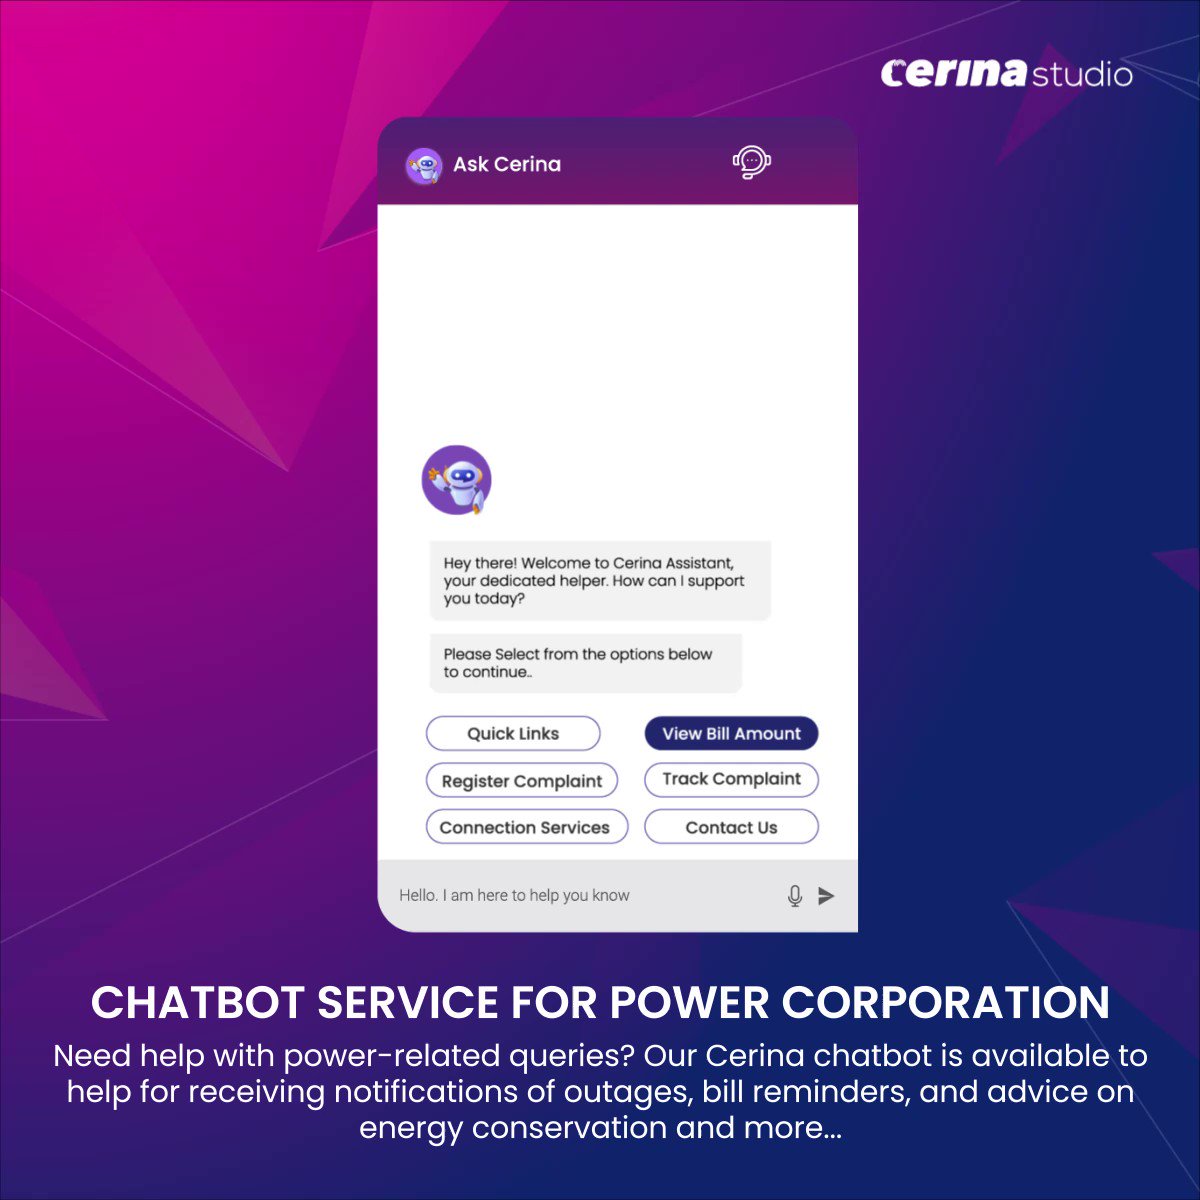 cerina studio
Ask Cerina
Hey there! Welcome to Cerina Assistant,
your dedicated helper. How can I support
you today?
Please Select from the options below
to continue..
Quick Links
View Bill Amount
Register Complaint
Track Complaint
Connection Services
Contact Us
Hello. I am here to help you know
CHATBOT SERVICE FOR POWER CORPORATION
Need help with power-related queries? Our Cerina chatbot is available to
help for receiving notifications of outages, bill reminders, and advice on
energy conservation and more...